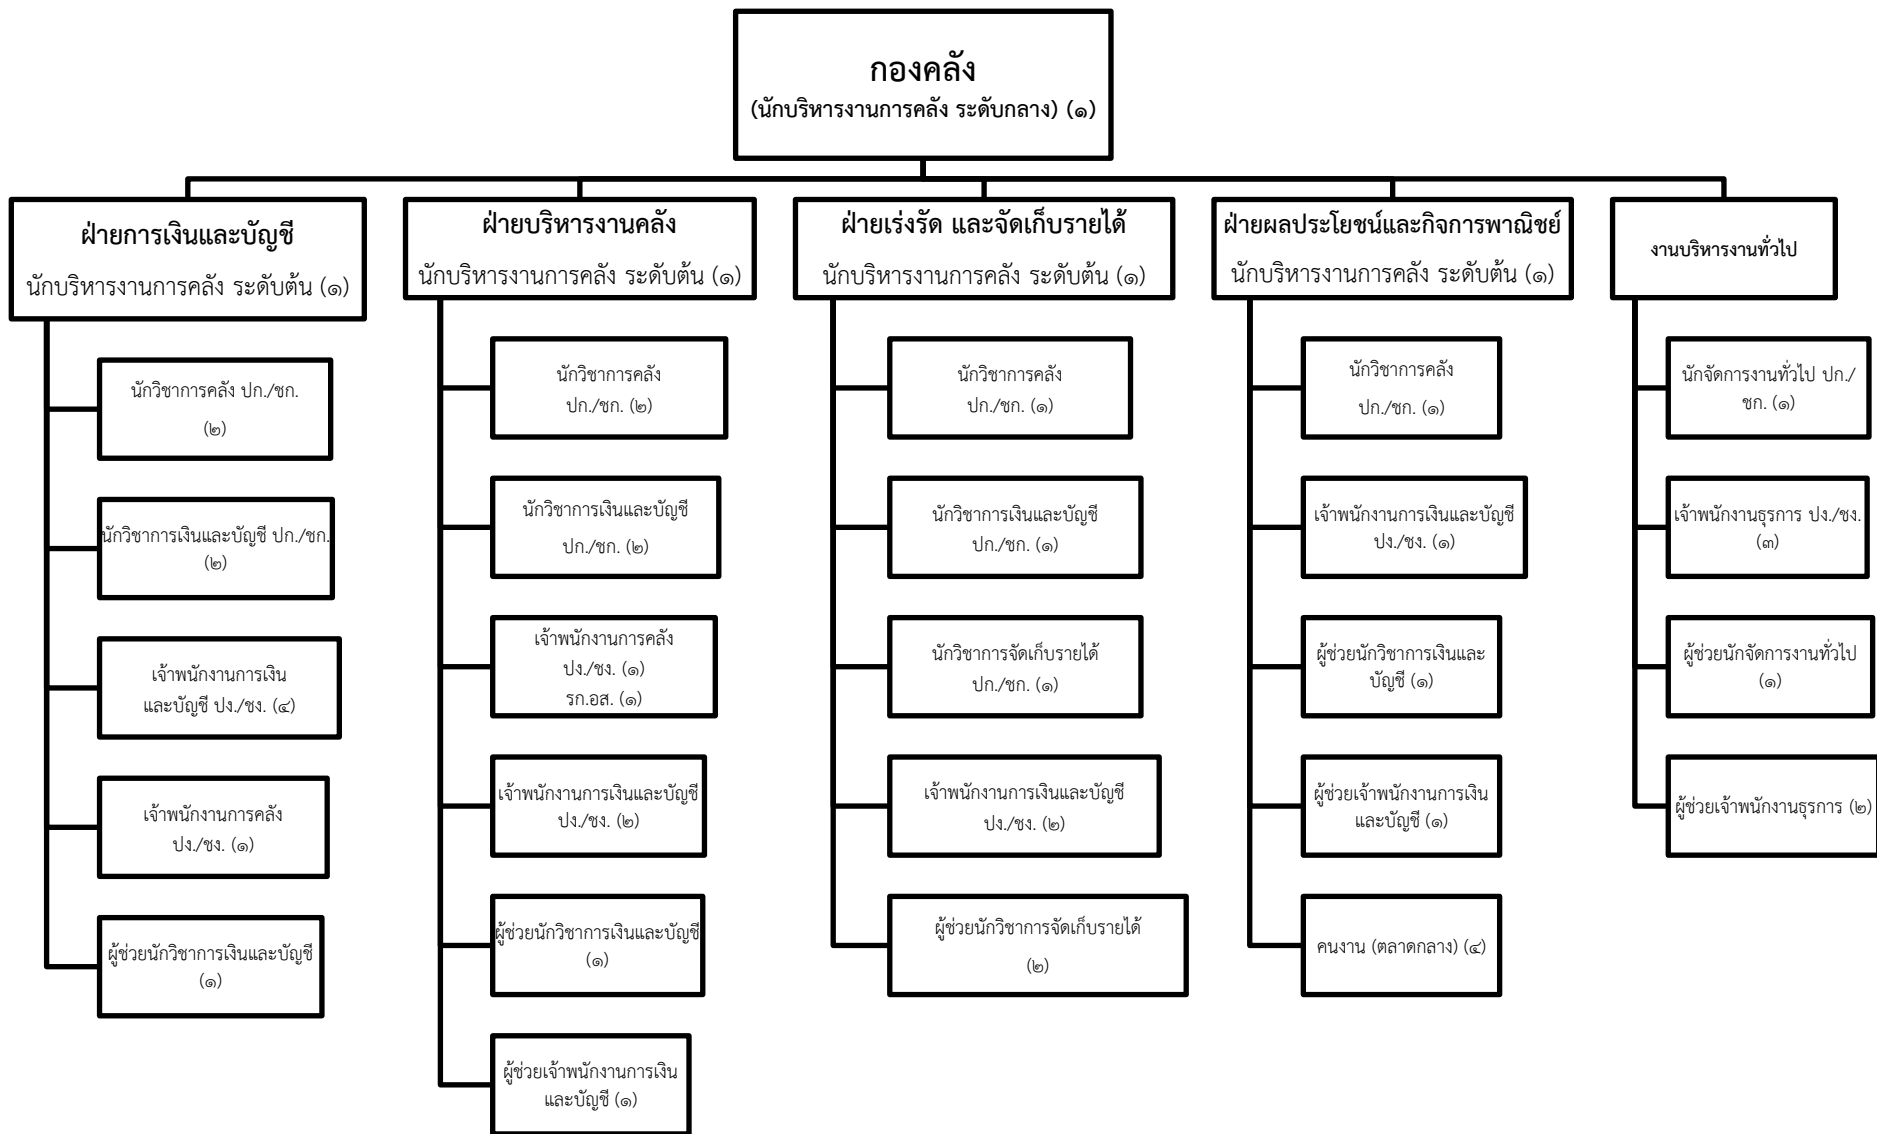 กองคลัง
(นักบริหารงานการคลัง ระดับกลาง) (๑)
ฝ่ายการเงินและบัญชี
นักบริหารงานการคลัง ระดับต้น (๑)
นักวิชาการคลัง ปก./ชก.
(๒)
นักวิชาการเงินและบัญชี ปก./ชก.
(๒)
เจ้าพนักงานการเงิน
และบัญชี ปง./ชง. (๔)
เจ้าพนักงานการคลัง
ปง./ชง. (๑)
ผู้ช่วยนักวิชาการเงินและบัญชี
(๑)
ฝ่ายบริหารงานคลัง
นักบริหารงานการคลัง ระดับต้น (๑)
นักวิชาการคลัง
ปก./ชก. (๒)
นักวิชาการเงินและบัญชี
ปก./ชก. (๒)
เจ้าพนักงานการคลัง
ปง./ชง. (๑)
รก.อส. (๑)
เจ้าพนักงานการเงินและบัญชี
ปง./ชง. (๒)
ผู้ช่วยนักวิชาการเงินและบัญชี
(๑)
ผู้ช่วยเจ้าพนักงานการเงิน
และบัญชี (๑)
ฝ่ายเร่งรัด และจัดเก็บรายได้
นักบริหารงานการคลัง ระดับต้น (๑)
นักวิชาการคลัง
ปก./ชก. (๑)
นักวิชาการเงินและบัญชี
ปก./ชก. (๑)
นักวิชาการจัดเก็บรายได้
ปก./ชก. (๑)
เจ้าพนักงานการเงินและบัญชี
ปง./ชง. (๒)
ผู้ช่วยนักวิชาการจัดเก็บรายได้
(๒)
ฝ่ายผลประโยชน์และกิจการพาณิชย์
นักบริหารงานการคลัง ระดับต้น (๑)
นักวิชาการคลัง
ปก./ชก. (๑)
เจ้าพนักงานการเงินและบัญชี
ปง./ชง. (๑)
ผู้ช่วยนักวิชาการเงินและ
บัญชี (๑)
ผู้ช่วยเจ้าพนักงานการเงิน
และบัญชี (๑)
คนงาน (ตลาดกลาง) (๔)
งานบริหารงานทั่วไป
นักจัดการงานทั่วไป ปก./
ชก. (๑)
เจ้าพนักงานธุรการ ปง./ชง.
(๓)
ผู้ช่วยนักจัดการงานทั่วไป
(๑)
ผู้ช่วยเจ้าพนักงานธุรการ (๒)